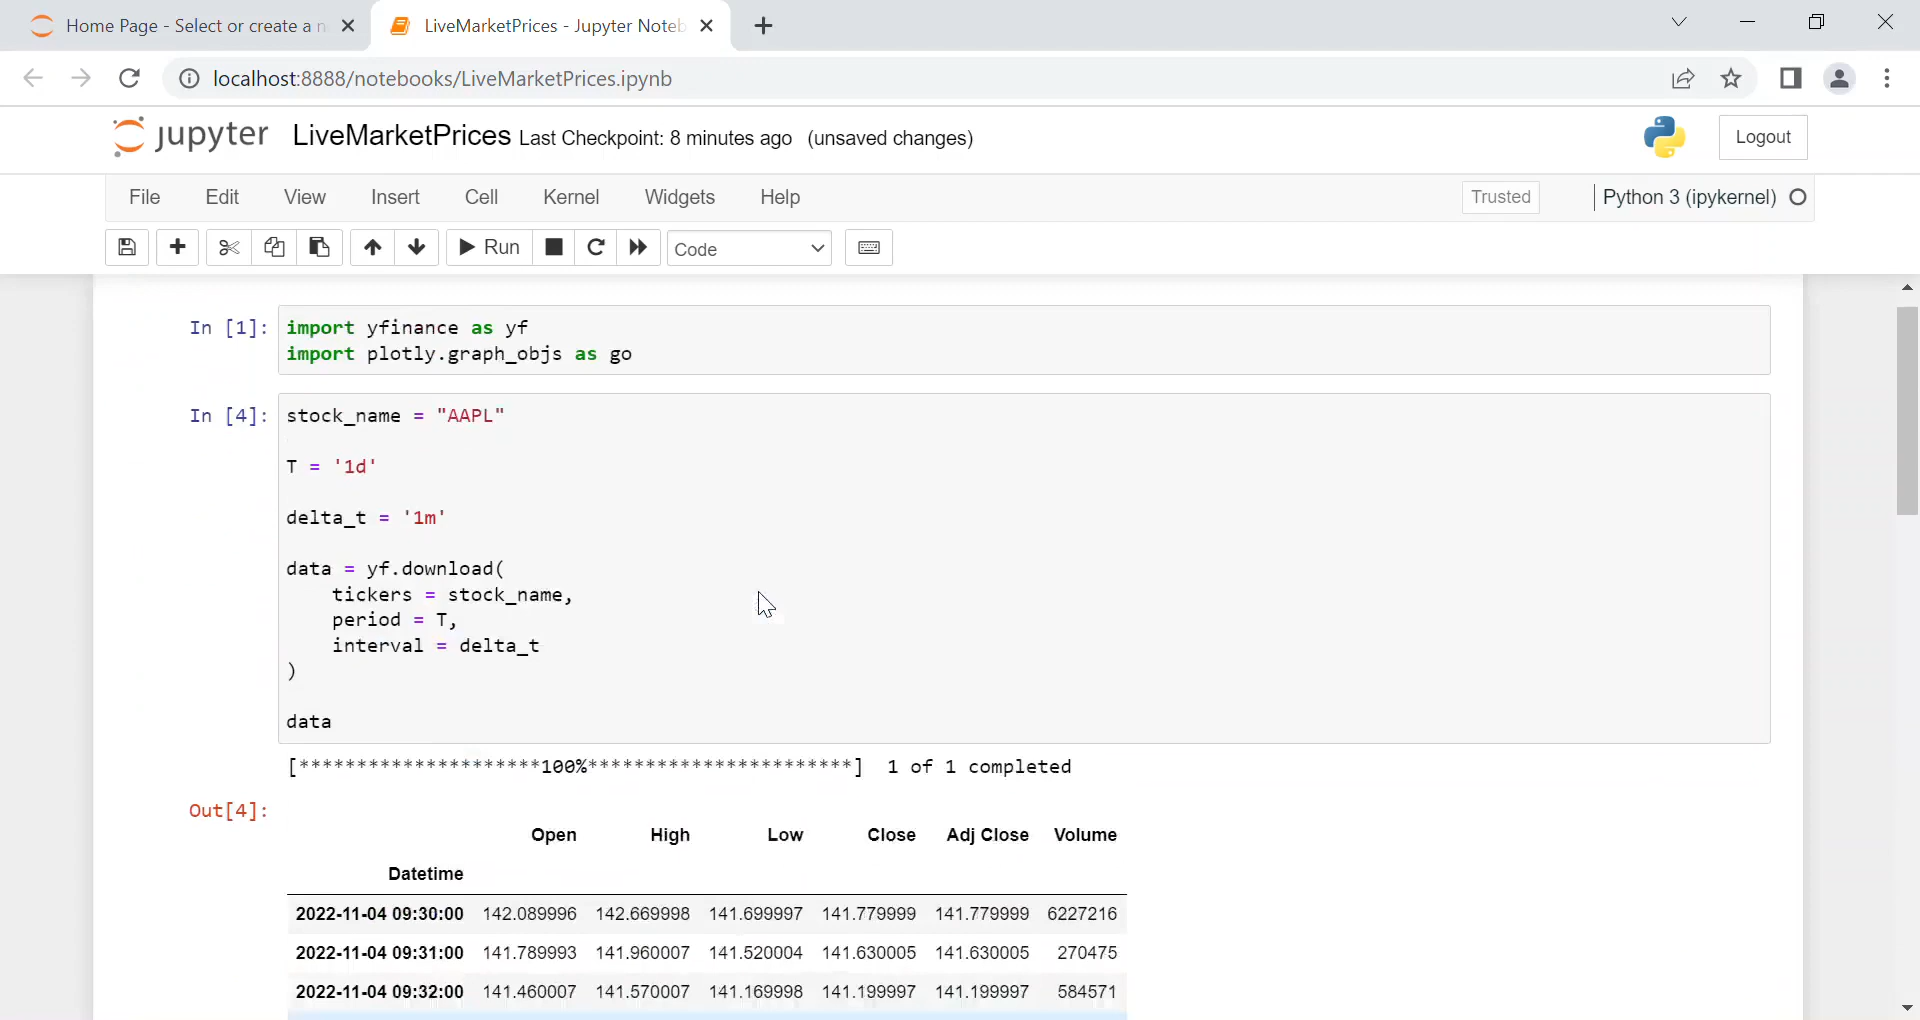 Home Page - Select or create a n
LiveMarketPrices - Jupyter Noteb
localhost:8888/notebooks/LiveMarketPrices.ipynb
jupyter LiveMarketPrices Last Checkpoint: 8 minutes ago (unsaved changes)
Logout
File Edit View Insert Cell Kernel Widgets Help Trusted Python 3 (ipykernel)
Run Code
In [1]: import yfinance as yf
import plotly.graph_objs as go
In [4]: stock_name = "AAPL"
T = '1d'
delta_t = '1m'
data = yf.download(
tickers = stock_name,
period = T,
interval = delta_t
)
data
[*********************100%***********************] 1 of 1 completed
Out[4]:
Open High Low Close Adj Close Volume
Datetime
2022-11-04 09:30:00 142.089996 142.669998 141.699997 141.779999 141.779999 6227216
2022-11-04 09:31:00 141.789993 141.960007 141.520004 141.630005 141.630005 270475
2022-11-04 09:32:00 141.460007 141.570007 141.169998 141.199997 141.199997 584571